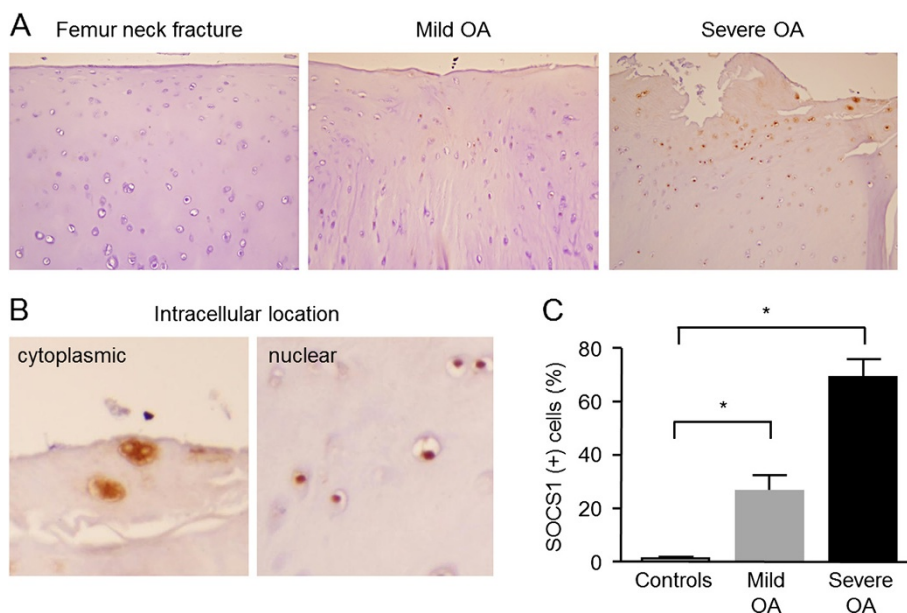 A
Femur neck fracture
Mild OA
Severe OA
B
Intracellular location
cytoplasmic
nuclear
C
*
*
SOCS1 (+) cells (%)
80
60
40
20
0
Controls
Mild
OA
Severe
OA